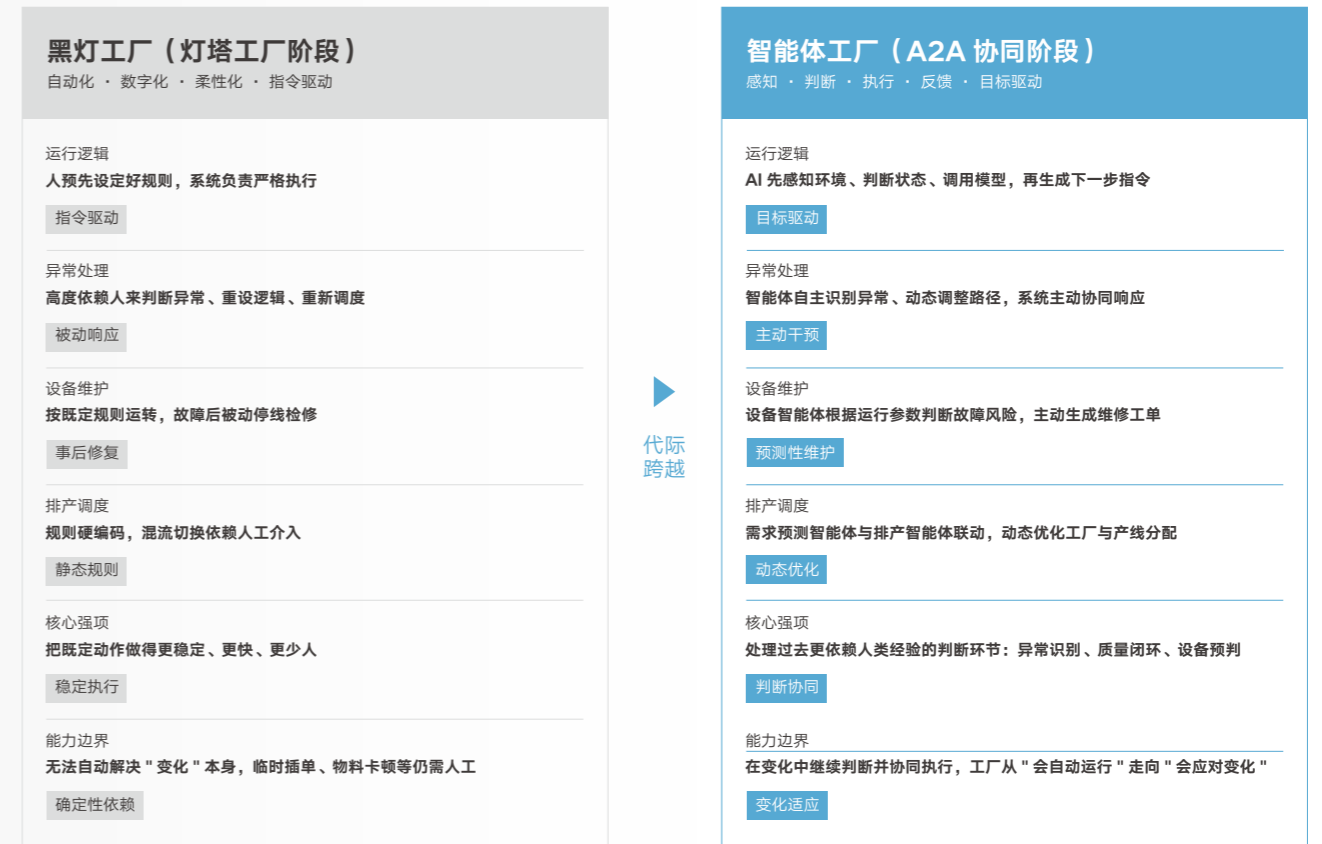 黑灯工厂（灯塔工厂阶段）
自动化 · 数字化 · 柔性化 · 指令驱动
运行逻辑
人预先设定好规则，系统负责严格执行
指令驱动
异常处理
高度依赖人来判断异常、重设逻辑、重新调度
被动响应
设备维护
按既定规则运转，故障后被动停线检修
事后修复
排产调度
规则硬编码，混流切换依赖人工介入
静态规则
核心强项
把既定动作做得更稳定、更快、更少人
稳定执行
能力边界
无法自动解决"变化"本身，临时插单、物料卡顿等仍需人工
确定性依赖
代际
跨越
智能体工厂（A2A 协同阶段）
感知 · 判断 · 执行 · 反馈 · 目标驱动
运行逻辑
AI 先感知环境、判断状态、调用模型，再生成下一步指令
目标驱动
异常处理
智能体自主识别异常、动态调整路径，系统主动协同响应
主动干预
设备维护
设备智能体根据运行参数判断故障风险，主动生成维修工单
预测性维护
排产调度
需求预测智能体与排产智能体联动，动态优化工厂与产线分配
动态优化
核心强项
处理过去更依赖人类经验的判断环节：异常识别、质量闭环、设备预判
判断协同
能力边界
在变化中继续判断并协同执行，工厂从"会自动运行"走向"会应对变化"
变化适应